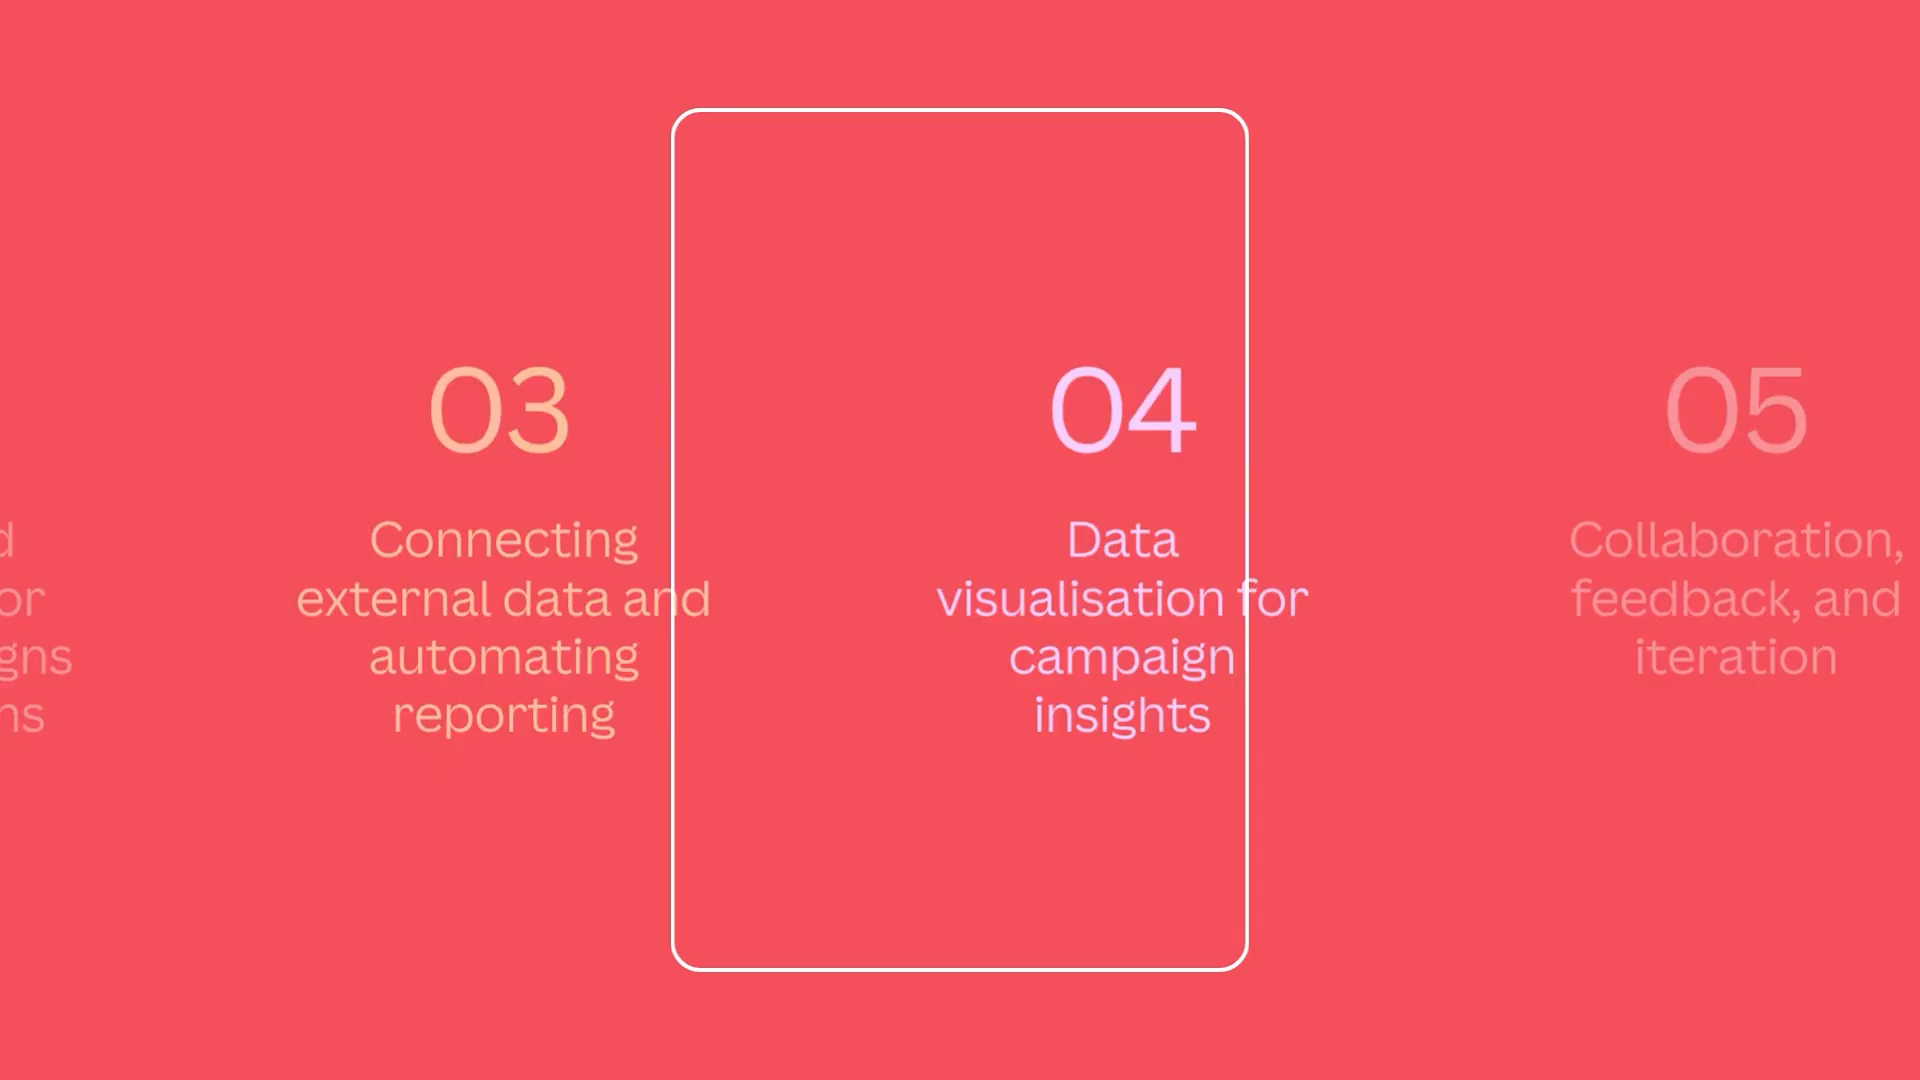 03
Connecting
external data and
automating
reporting
04
Data
visualisation for
campaign
insights
05
Collaboration,
feedback, and
iteration